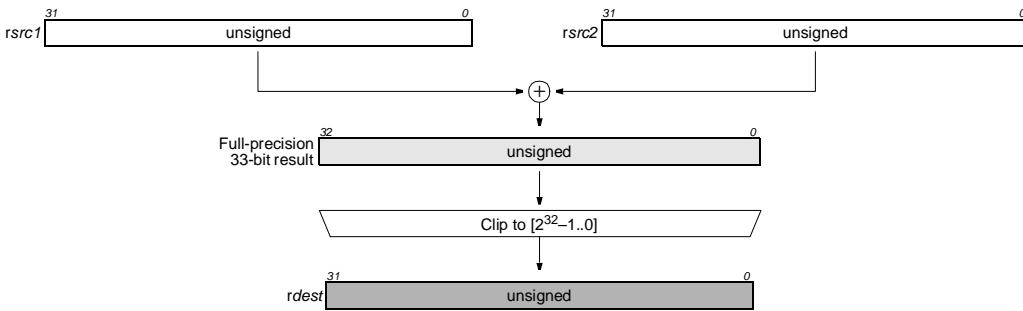 31 0 31 0
rsrc1 unsigned rsrc2 unsigned
+
32 0
Full-precision
33-bit result unsigned
Clip to [2³²–1..0]
31 0
rdest unsigned